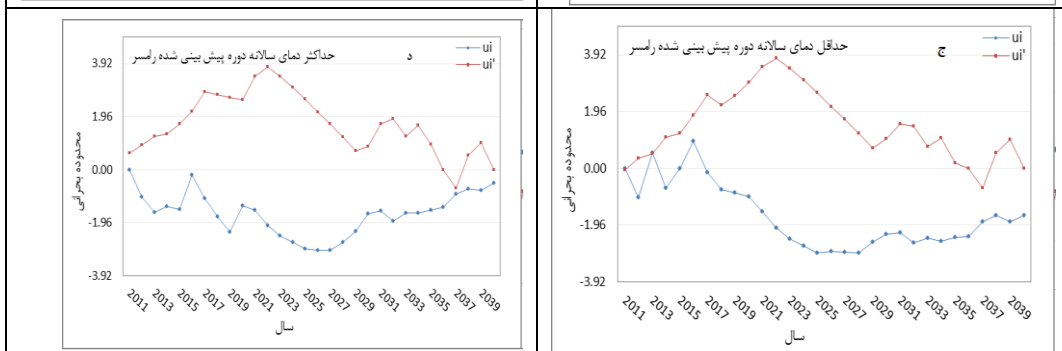 حداقل دمای سالانه دوره پیش بینی شده رامسر
ج
ui
ui'
3.92
1.96
0.00
-1.96
-3.92
محدوده بحرانی
2011 2013 2015 2017 2019 2021 2023 2025 2027 2029 2031 2033 2035 2037 2039
سال
حداکثر دمای سالانه دوره پیش بینی شده رامسر
د
ui
ui'
3.92
1.96
0.00
-1.96
-3.92
محدوده بحرانی
2011 2013 2015 2017 2019 2021 2023 2025 2027 2029 2031 2033 2035 2037 2039
سال